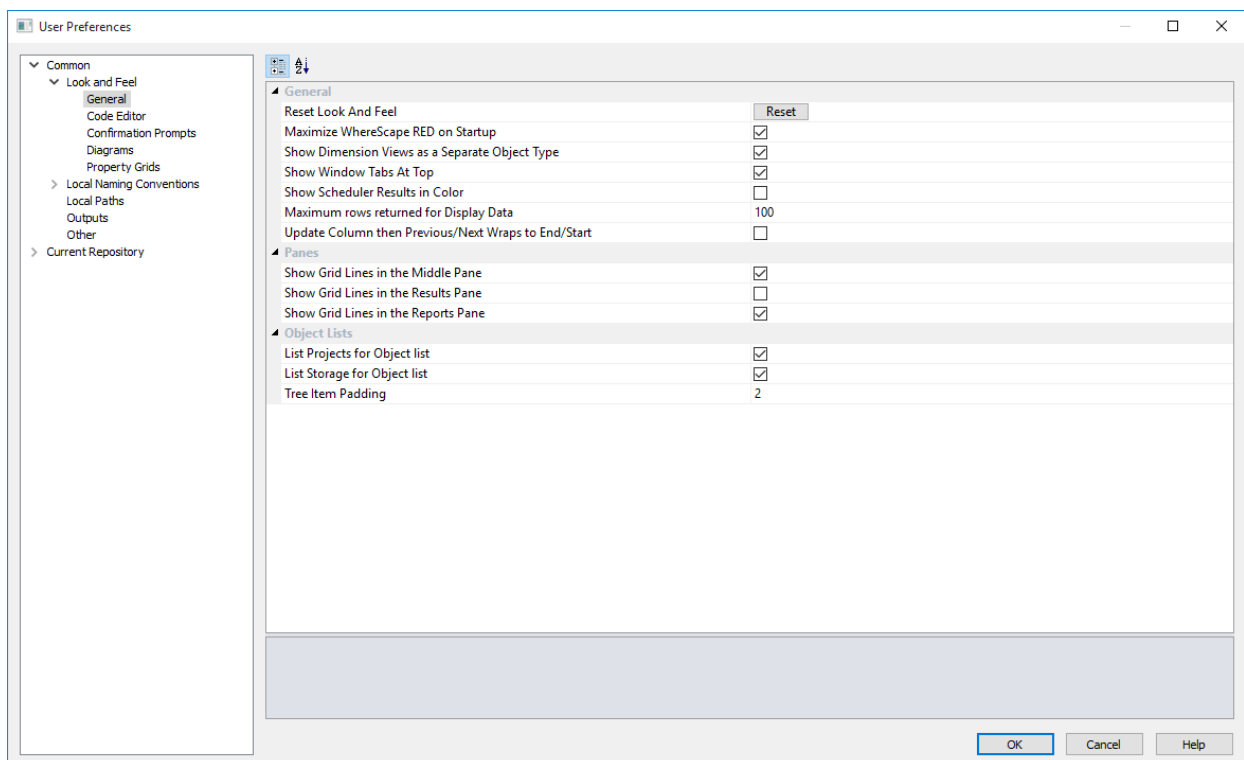 User Preferences
Common
Look and Feel
General
Code Editor
Confirmation Prompts
Diagrams
Property Grids
Local Naming Conventions
Local Paths
Outputs
Other
Current Repository
General
Reset Look And Feel Reset
Maximize WhereScape RED on Startup
Show Dimension Views as a Separate Object Type
Show Window Tabs At Top
Show Scheduler Results in Color
Maximum rows returned for Display Data 100
Update Column then Previous/Next Wraps to End/Start
Panes
Show Grid Lines in the Middle Pane
Show Grid Lines in the Results Pane
Show Grid Lines in the Reports Pane
Object Lists
List Projects for Object list
List Storage for Object list
Tree Item Padding 2
OK Cancel Help